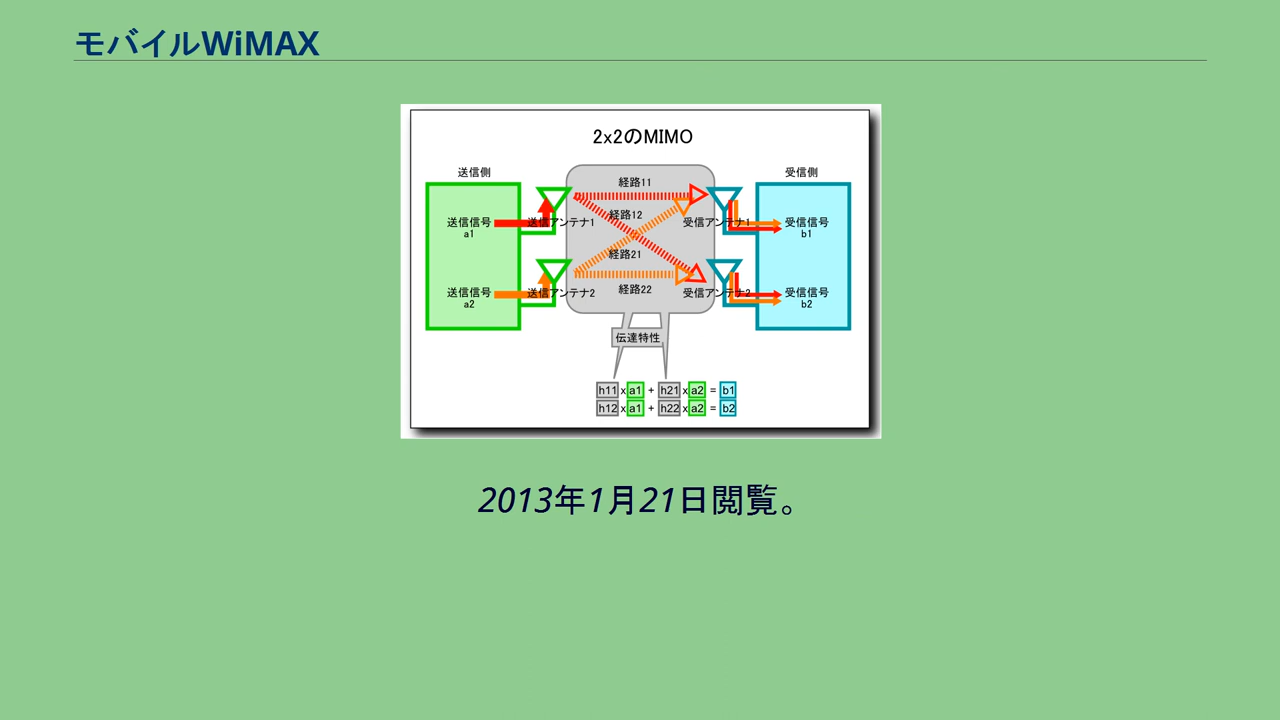 モバイルWiMAX
2x2のMIMO
送信側
受信側
経路11
送信信号
a1
送信アンテナ1
経路12
受信アンテナ1
受信信号
b1
経路21
送信信号
a2
送信アンテナ2
経路22
受信アンテナ2
受信信号
b2
伝達特性
h11 x a1 + h21 x a2 = b1
h12 x a1 + h22 x a2 = b2
2013年1月21日閲覧。